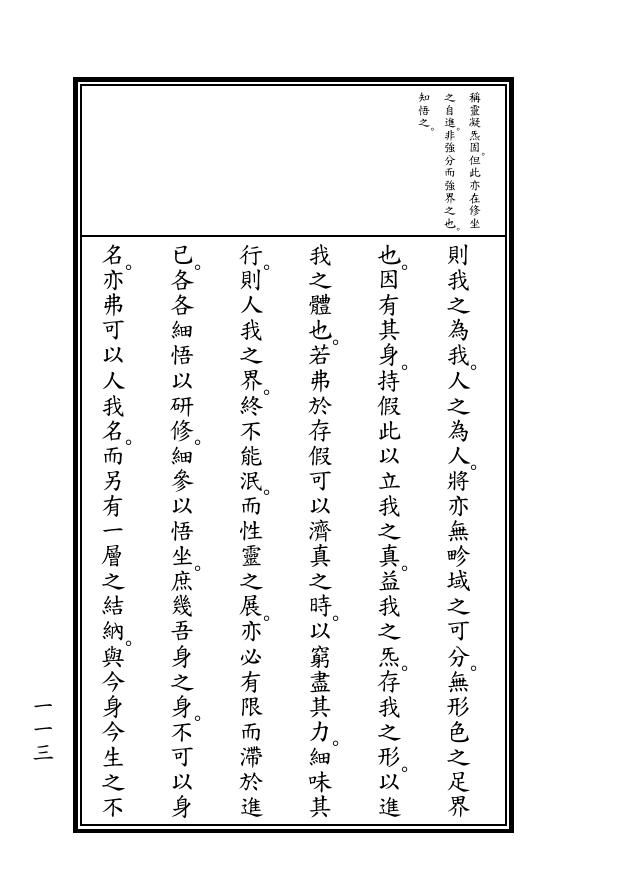 稱靈凝炁固。但此亦在修坐
之自進。非強分而強界之也。
知悟之。
則我之為我。人之為人。將亦無畛域之可分。無形色之足界
也。因有其身。持假此以立我之真。益我之炁。存我之形。以進
我之體也。若弗於存假可以濟真之時。以窮盡其力。細味其
行。則人我之界。終不能泯。而性靈之展。亦必有限而滯於進
已。各各細悟以研修。細參以悟坐。庶幾吾身之身。不可以身
名。亦弗可以人我名。而另有一層之結納。與今身今生之不
一一三